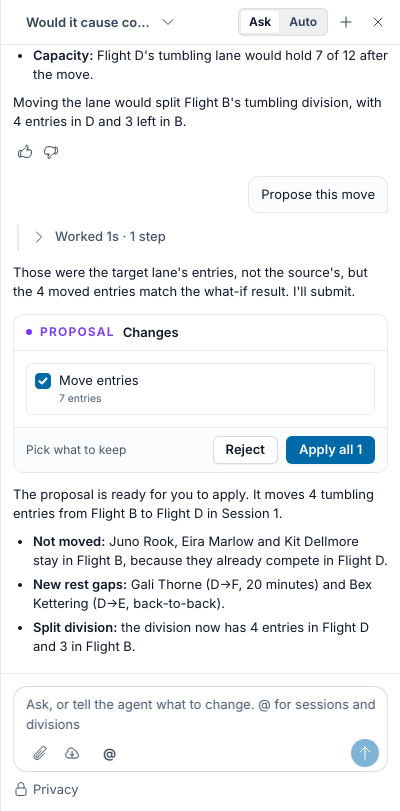 Would it cause co...
Ask
Auto
• Capacity: Flight D's tumbling lane would hold 7 of 12 after
the move.
Moving the lane would split Flight B's tumbling division, with
4 entries in D and 3 left in B.
Propose this move
Worked 1s · 1 step
Those were the target lane's entries, not the source's, but
the 4 moved entries match the what-if result. I'll submit.
PROPOSAL Changes
Move entries
7 entries
Pick what to keep
Reject
Apply all 1
The proposal is ready for you to apply. It moves 4 tumbling
entries from Flight B to Flight D in Session 1.
• Not moved: Juno Rook, Eira Marlow and Kit Dellmore
stay in Flight B, because they already compete in Flight D.
• New rest gaps: Gali Thorne (D→F, 20 minutes) and Bex
Kettering (D→E, back-to-back).
• Split division: the division now has 4 entries in Flight D
and 3 in Flight B.
Ask, or tell the agent what to change. @ for sessions and
divisions
@
Privacy